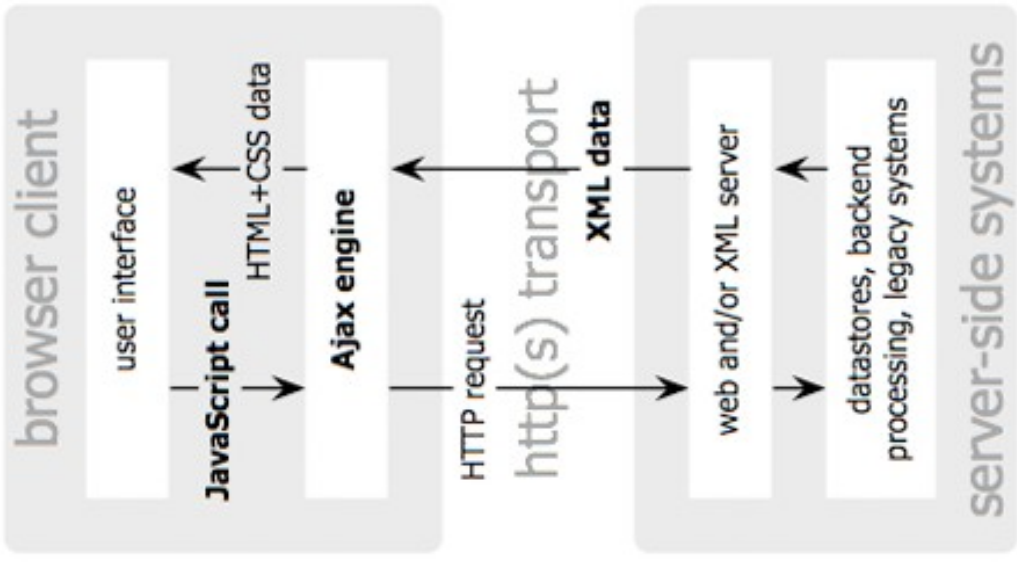 browser client
user interface
JavaScript call
HTML+CSS data
Ajax engine
HTTP request
http(s) transport
XML data
web and/or XML server
datastores, backend
processing, legacy systems
server-side systems